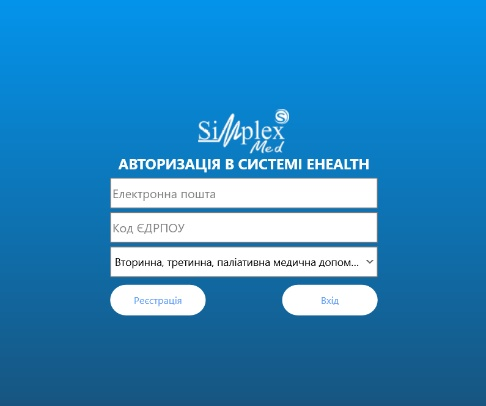 Simplex S
Med
АВТОРИЗАЦІЯ В СИСТЕМІ EHEALTH
Електронна пошта
Код ЄДРПОУ
Вторинна, третинна, паліативна медична допом...
Реєстрація Вхід